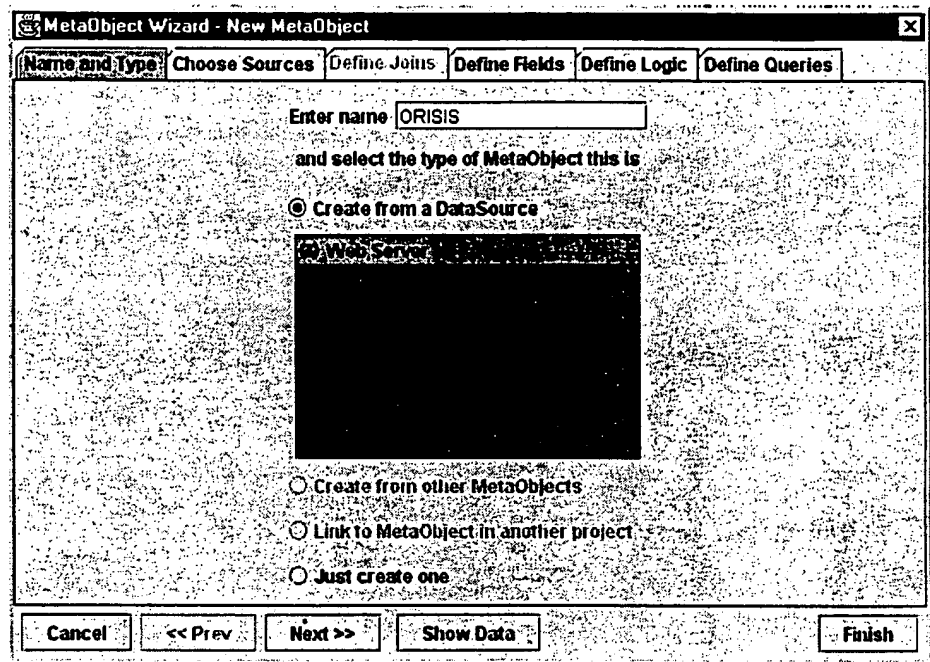 MetaObject Wizard - New MetaObject
Name and Type Choose Sources Define Joins Define Fields Define Logic Define Queries
Enter name ORISIS
and select the type of MetaObject this is
Create from a DataSource
Web Server
Create from other MetaObjects
Link to MetaObject in another project
Just create one
Cancel << Prev Next >> Show Data Finish